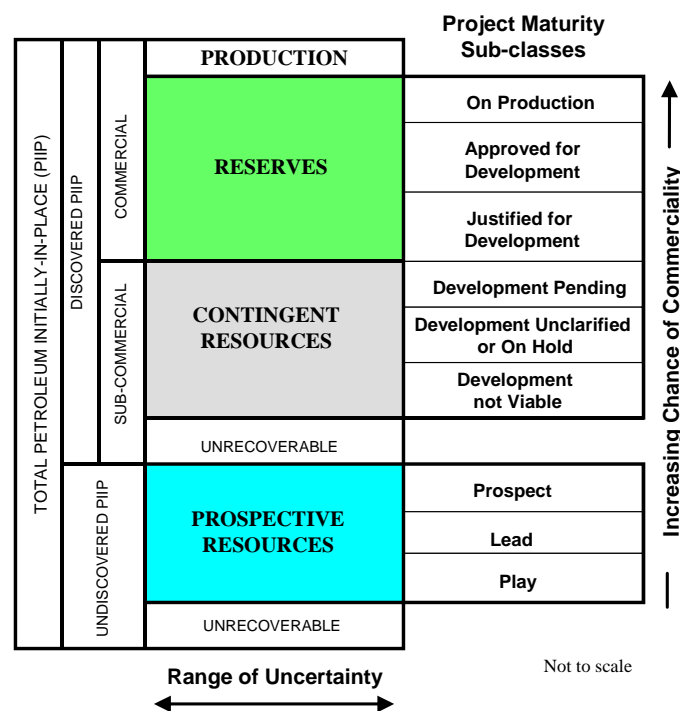 Project Maturity
Sub-classes
PRODUCTION
On Production
RESERVES
Approved for
Development
Justified for
Development
Development Pending
CONTINGENT
RESOURCES
Development Unclarified
or On Hold
Development
not Viable
UNRECOVERABLE
Prospect
PROSPECTIVE
RESOURCES
Lead
Play
UNRECOVERABLE
TOTAL PETROLEUM INITIALLY-IN-PLACE (PIIP)
DISCOVERED PIIP
UNDISCOVERED PIIP
COMMERCIAL
SUB-COMMERCIAL
Increasing Chance of Commerciality
Range of Uncertainty
Not to scale